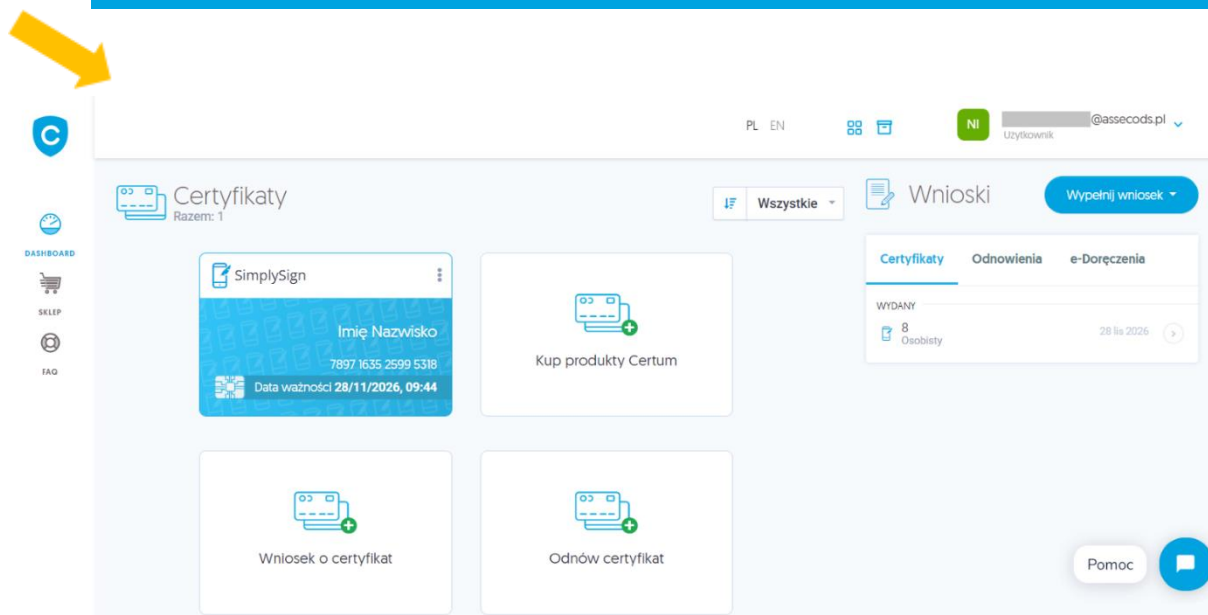 C
PL EN
NI
@assecods.pl
Użytkownik
DASHBOARD
SKLEP
FAQ
Certyfikaty
Razem: 1
Wszystkie
SimplySign
Imię Nazwisko
7897 1635 2599 5318
Data ważności 28/11/2026, 09:44
Kup produkty Certum
Wniosek o certyfikat
Odnów certyfikat
Wnioski
Wypełnij wniosek
Certyfikaty Odnowienia e-Doręczenia
WYDANY
8
Osobisty
28 lis 2026
Pomoc